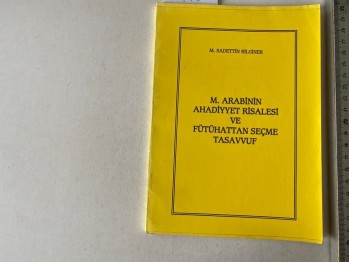 M. SADETTİN BİLGİNER
M. ARABİNİN
AHADİYYET RİSALESİ
VE
FÜTÜHATTAN SEÇME
TASAVVUF